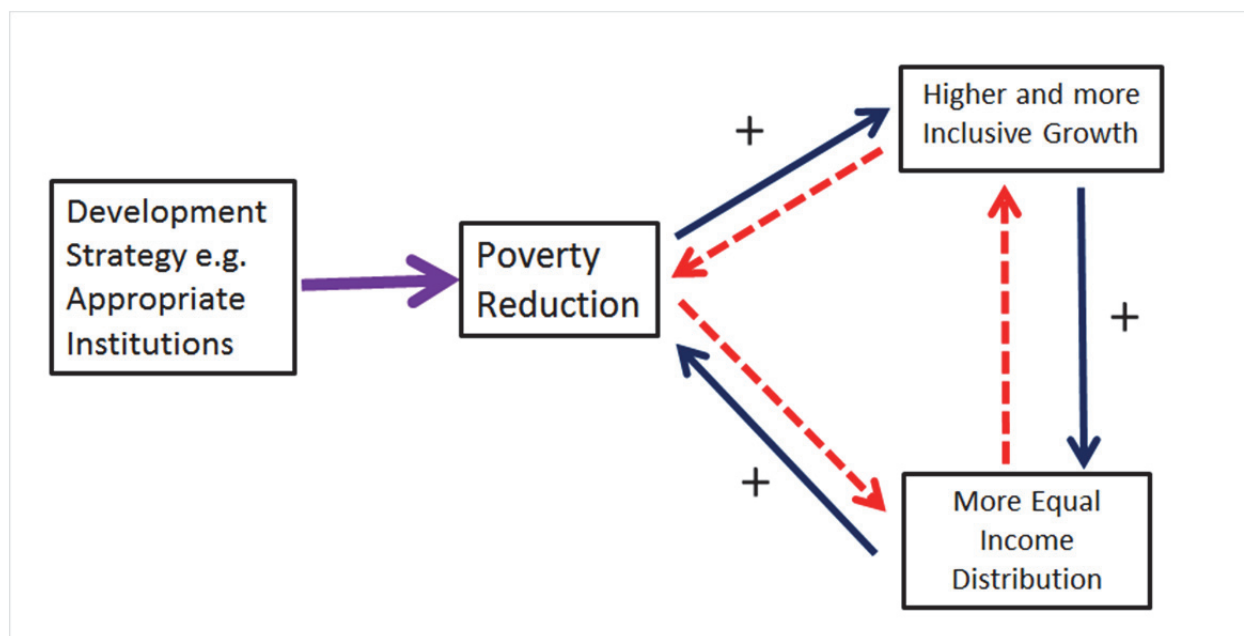 Development
Strategy e.g.
Appropriate
Institutions
Poverty
Reduction
+
Higher and more
Inclusive Growth
+
+
More Equal
Income
Distribution